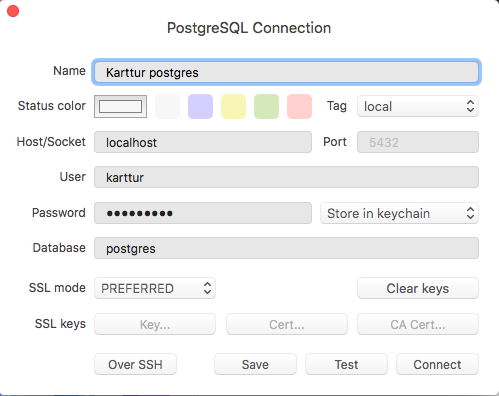 PostgreSQL Connection
Name Karttur postgres
Status color Tag local
Host/Socket localhost Port 5432
User karttur
Password ●●●●●●●●● Store in keychain
Database postgres
SSL mode PREFERRED Clear keys
SSL keys Key... Cert... CA Cert...
Over SSH Save Test Connect